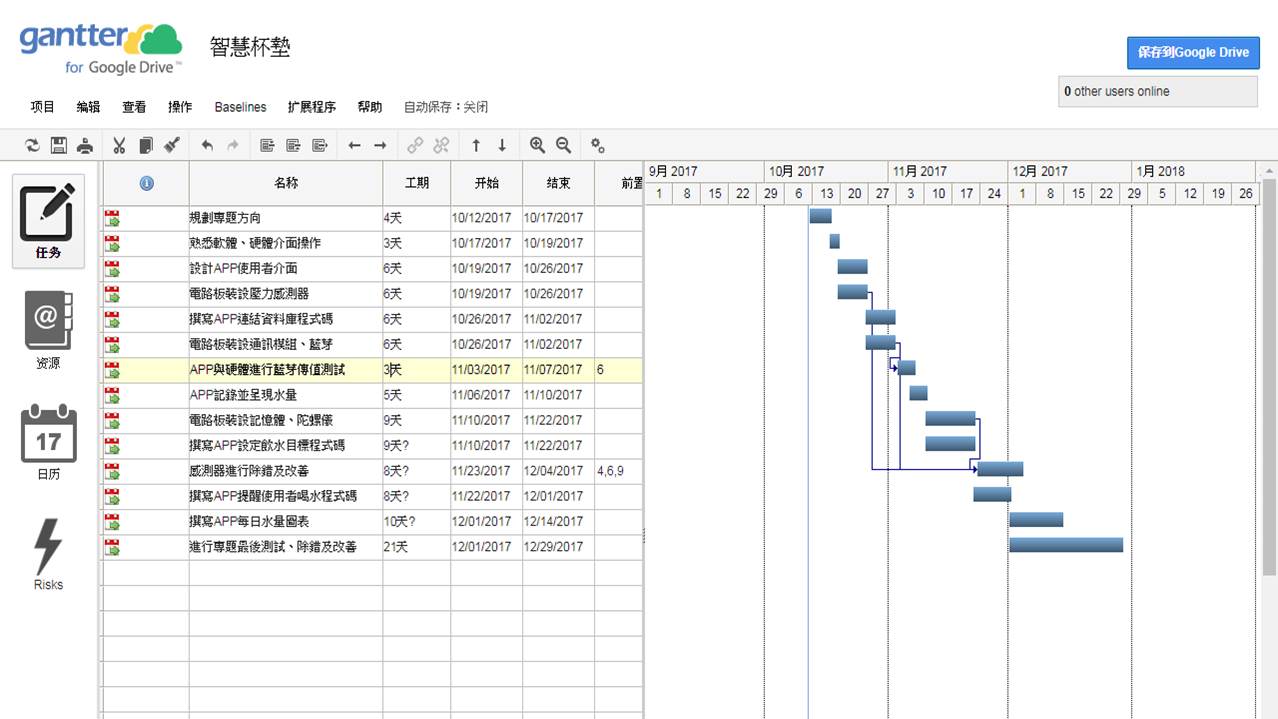 gantter
for Google Drive™
智慧杯墊
保存到Google Drive
0 other users online
项目 编辑 查看 操作 Baselines 扩展程序 帮助 自动保存：关闭
名称 工期 开始 结束 前置
9月 2017 10月 2017 11月 2017 12月 2017 1月 2018
1 8 15 22 29 6 13 20 27 3 10 17 24 1 8 15 22 29 5 12 19 26
任务
@
资源
17
日历
Risks
規劃專題方向 4天 10/12/2017 10/17/2017
熟悉軟體、硬體介面操作 3天 10/17/2017 10/19/2017
設計APP使用者介面 6天 10/19/2017 10/26/2017
電路板裝設壓力感測器 6天 10/19/2017 10/26/2017
撰寫APP連結資料庫程式碼 6天 10/26/2017 11/02/2017
電路板裝設通訊模組、藍芽 6天 10/26/2017 11/02/2017
APP與硬體進行藍芽傳值測試 3天 11/03/2017 11/07/2017 6
APP記錄並呈現水量 5天 11/06/2017 11/10/2017
電路板裝設記憶體、陀螺儀 9天 11/10/2017 11/22/2017
撰寫APP設定飲水目標程式碼 9天? 11/10/2017 11/22/2017
感測器進行除錯及改善 8天? 11/23/2017 12/04/2017 4,6,9
撰寫APP提醒使用者喝水程式碼 8天? 11/22/2017 12/01/2017
撰寫APP每日水量圖表 10天? 12/01/2017 12/14/2017
進行專題最後測試、除錯及改善 21天 12/01/2017 12/29/2017